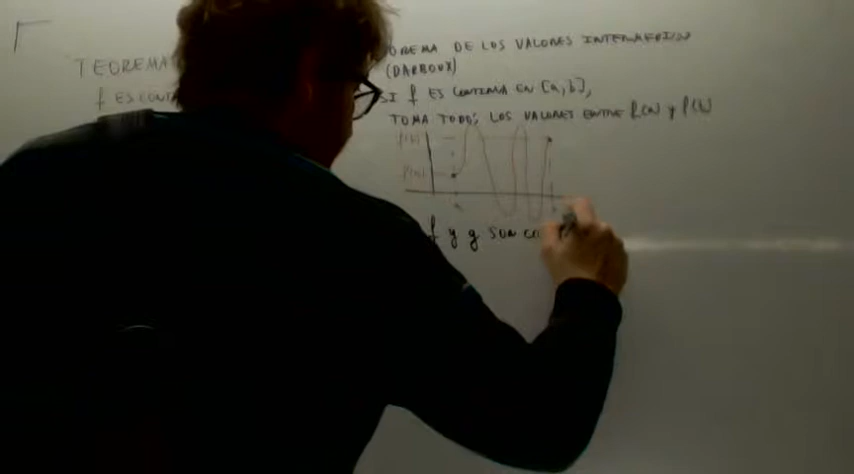 TEOREMA
OREMA DE LOS VALORES INTERMEDIOS
(DARBOUX)
f ES CONT
SI f ES CONTINUA EN [a,b],
TOMA TODOS LOS VALORES ENTRE f(a) y f(b)
f(b)
f(a)
a
f y g SON CO